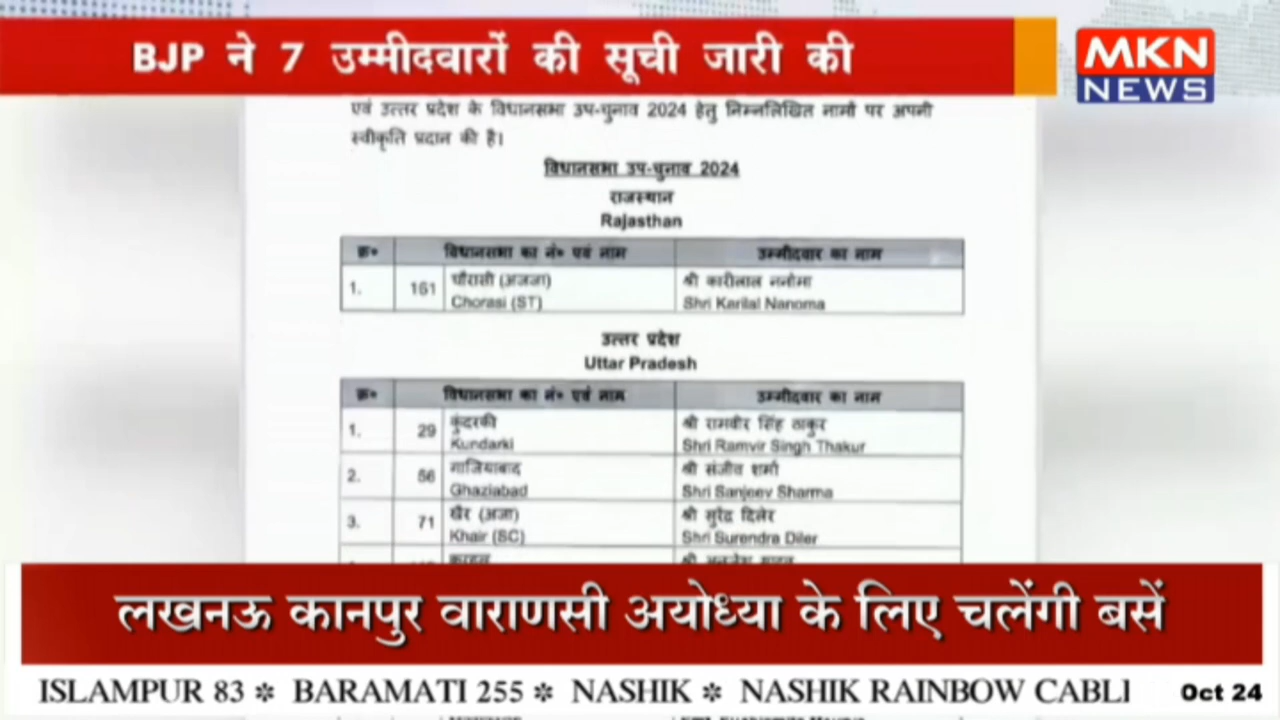 BJP ने 7 उम्मीदवारों की सूची जारी की
MKN
NEWS
एवं उत्तर प्रदेश के विधानसभा उप-चुनाव 2024 हेतु निम्नलिखित नामों पर अपनी
स्वीकृति प्रदान की है।
विधानसभा उप-चुनाव 2024
राजस्थान
Rajasthan
क्र० विधानसभा का नं० एवं नाम उम्मीदवार का नाम
1. 161 चौरासी (अजजा) श्री कारीलाल ननोमा
Chorasi (ST) Shri Karilal Nanoma
उत्तर प्रदेश
Uttar Pradesh
क्र० विधानसभा का नं० एवं नाम उम्मीदवार का नाम
1. 29 कुंदरकी श्री रामवीर सिंह ठाकुर
Kundarki Shri Ramvir Singh Thakur
2. 56 गाजियाबाद श्री संजीव शर्मा
Ghaziabad Shri Sanjeev Sharma
3. 71 खैर (अजा) श्री सुरेंद्र दिलेर
Khair (SC) Shri Surendra Diler
लखनऊ कानपुर वाराणसी अयोध्या के लिए चलेंगी बसें
ISLAMPUR 83 ❇ BARAMATI 255 ❇ NASHIK ❇ NASHIK RAINBOW CABLI
Oct 24